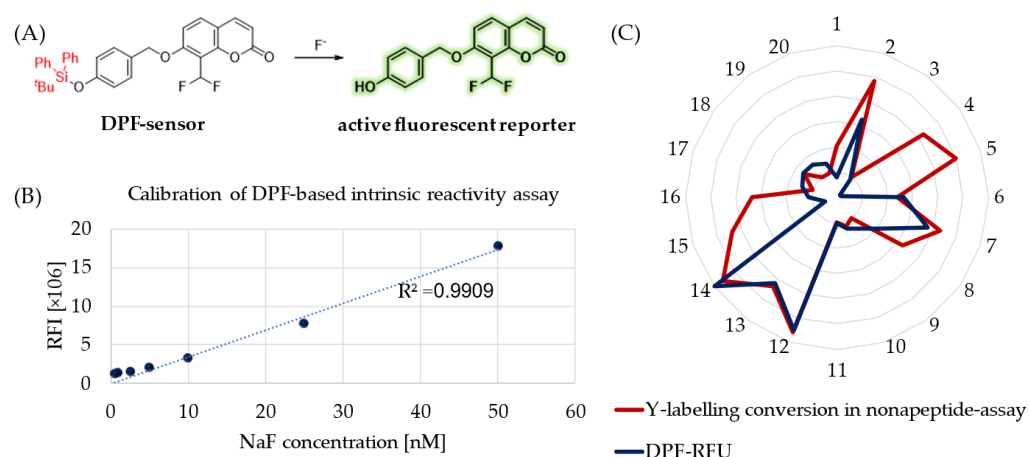 (A)
Ph
Ph
Si
O
tBu
O
F
F
O
O
DPF-sensor
F-
HO
O
F
F
O
O
active fluorescent reporter
(B)
Calibration of DPF-based intrinsic reactivity assay
RFI [×106]
20
15
10
5
0
R² =0.9909
0 10 20 30 40 50 60
NaF concentration [nM]
(C)
1
2
3
4
5
6
7
8
9
10
11
12
13
14
15
16
17
18
19
20
Y-labelling conversion in nonapeptide-assay
DPF-RFU